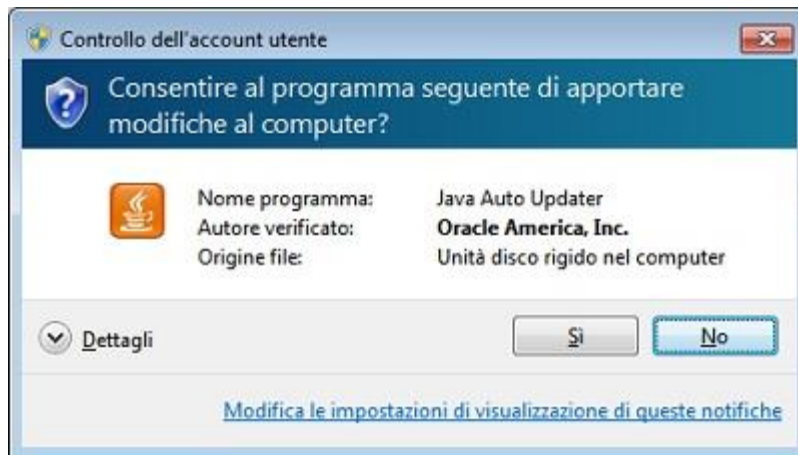 Controllo dell'account utente
Consentire al programma seguente di apportare
modifiche al computer?
Nome programma: Java Auto Updater
Autore verificato: Oracle America, Inc.
Origine file: Unità disco rigido nel computer
Dettagli
Sì
No
Modifica le impostazioni di visualizzazione di queste notifiche